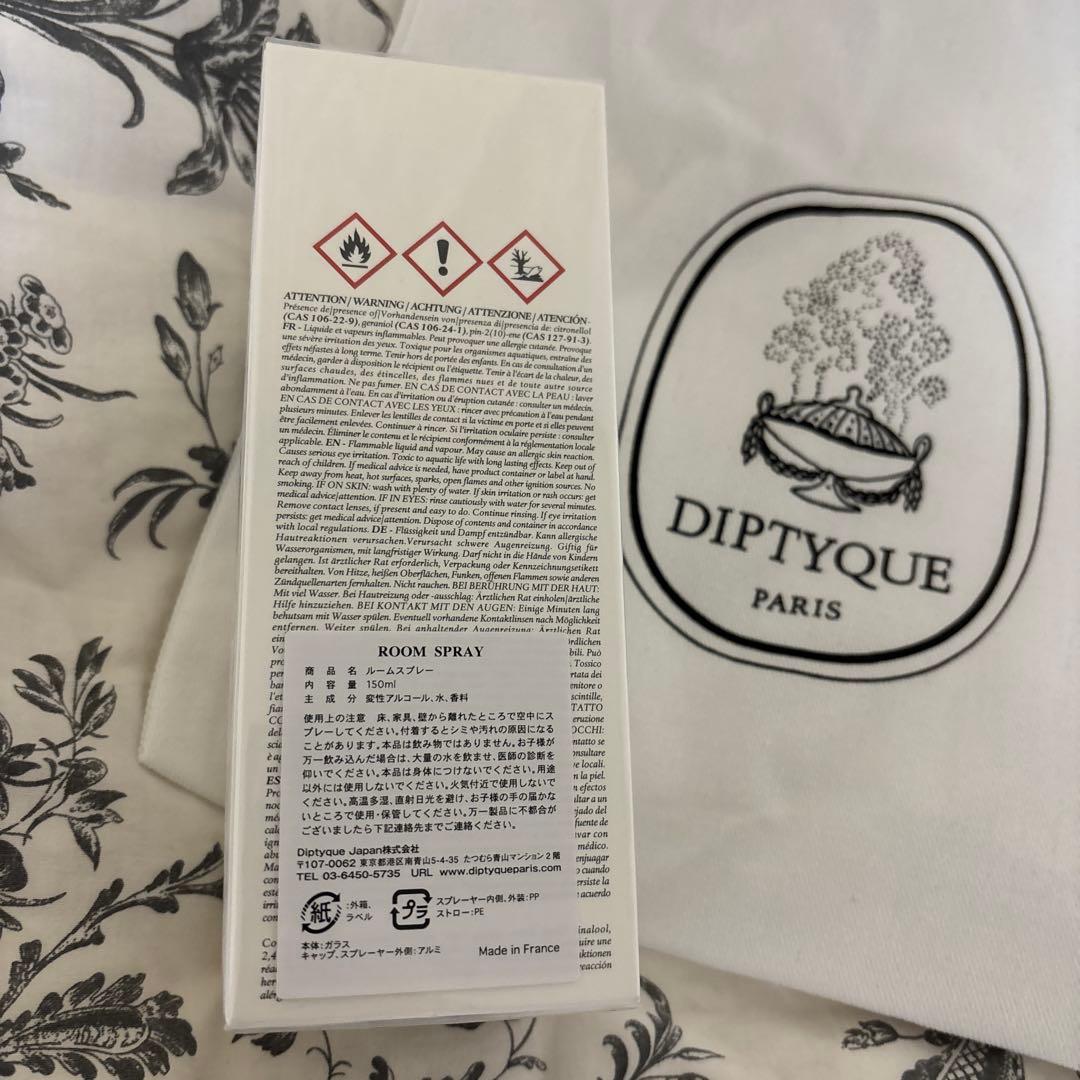 ATTENTION / WARNING / ACHTUNG / ATTENZIONE / ATENCIÓN -
Présence de/presence of/Vorhandensein von/presenza di/presencia de: citronellol
(CAS 106-22-9), geraniol (CAS 106-24-1), pin-2(10)-ene (CAS 127-91-3).
FR - Liquide et vapeurs inflammables. Peut provoquer une allergie cutanée. Provoque
une sévère irritation des yeux. Toxique pour les organismes aquatiques, entraîne des
effets néfastes à long terme. Tenir hors de portée des enfants. En cas de consultation d'un
médecin, garder à disposition le récipient ou l'étiquette. Tenir à l'écart de la chaleur, des
surfaces chaudes, des étincelles, des flammes nues et de toute autre source
d'inflammation. Ne pas fumer. EN CAS DE CONTACT AVEC LA PEAU : laver
abondamment à l'eau. En cas d'irritation ou d'éruption cutanée : consulter un médecin.
EN CAS DE CONTACT AVEC LES YEUX : rincer avec précaution à l'eau pendant
plusieurs minutes. Enlever les lentilles de contact si la victime en porte et si elles peuvent
être facilement enlevées. Continuer à rincer. Si l'irritation oculaire persiste : consulter
un médecin. Éliminer le contenu et le récipient conformément à la réglementation locale
applicable. EN - Flammable liquid and vapour. May cause an allergic skin reaction.
Causes serious eye irritation. Toxic to aquatic life with long lasting effects. Keep out of
reach of children. If medical advice is needed, have product container or label at hand.
Keep away from heat, hot surfaces, sparks, open flames and other ignition sources. No
smoking. IF ON SKIN: wash with plenty of water. If skin irritation or rash occurs: get
medical advice/attention. IF IN EYES: rinse cautiously with water for several minutes.
Remove contact lenses, if present and easy to do. Continue rinsing. If eye irritation
persists: get medical advice/attention. Dispose of contents and container in accordance
with local regulations. DE - Flüssigkeit und Dampf entzündbar. Kann allergische
Hautreaktionen verursachen. Verursacht schwere Augenreizung. Giftig für
Wasserorganismen, mit langfristiger Wirkung. Darf nicht in die Hände von Kindern
gelangen. Ist ärztlicher Rat erforderlich, Verpackung oder Kennzeichnungsetikett
bereithalten. Von Hitze, heißen Oberflächen, Funken, offenen Flammen sowie anderen
Zündquellenarten fernhalten. Nicht rauchen. BEI BERÜHRUNG MIT DER HAUT:
Mit viel Wasser. Bei Hautreizung oder -ausschlag: Ärztlichen Rat einholen/ärztliche
Hilfe hinzuziehen. BEI KONTAKT MIT DEN AUGEN: Einige Minuten lang
behutsam mit Wasser spülen. Eventuell vorhandene Kontaktlinsen nach Möglichkeit
entfernen. Weiter spülen. Bei anhaltender Augenreizung: Ärztlichen Rat
ROOM SPRAY
商 品 名 ルームスプレー
内 容 量 150ml
主 成 分 変性アルコール、水、香料
使用上の注意 床、家具、壁から離れたところで空中にス
プレーしてください。付着するとシミや汚れの原因になる
ことがあります。本品は飲み物ではありません。お子様が
万一飲み込んだ場合は、大量の水を飲ませ、医師の診断を
仰いでください。本品は身体につけないでください。用途
以外には使用しないでください。火気付近で使用しないで
ください。高温多湿、直射日光を避け、お子様の手の届かな
いところで使用・保管してください。万一製品に不都合が
ございましたら下記連絡先までご連絡ください。
Diptyque Japan株式会社
〒107-0062 東京都港区南青山5-4-35 たつむら青山マンション2階
TEL 03-6450-5735 URL www.diptyqueparis.com
紙 :外箱、
ラベル
プラ スプレーヤー内側、外装:PP
ストロー:PE
本体:ガラス
キャップ、スプレーヤー外側:アルミ
Made in France
DIPTYQUE
PARIS